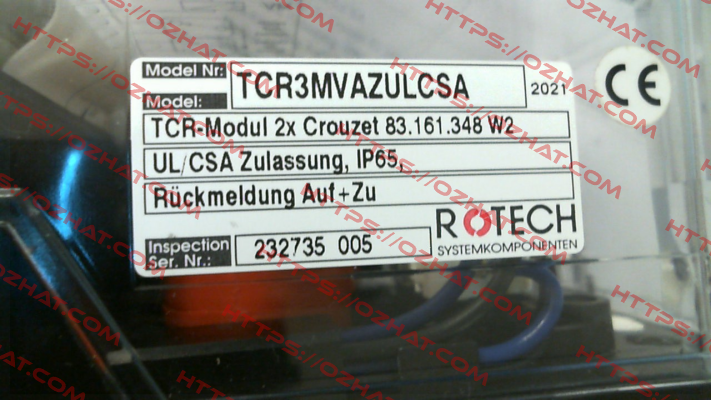 Model Nr:
Model:
TCR3MVAZULCSA
2021
CE
TCR-Modul 2x Crouzet 83.161.348 W2
UL/CSA Zulassung, IP65,
Rückmeldung Auf+Zu
ROTECH
SYSTEMKOMPONENTEN
Inspection
Ser. Nr.:
232735 005
HTTPS://OZHAT.COM